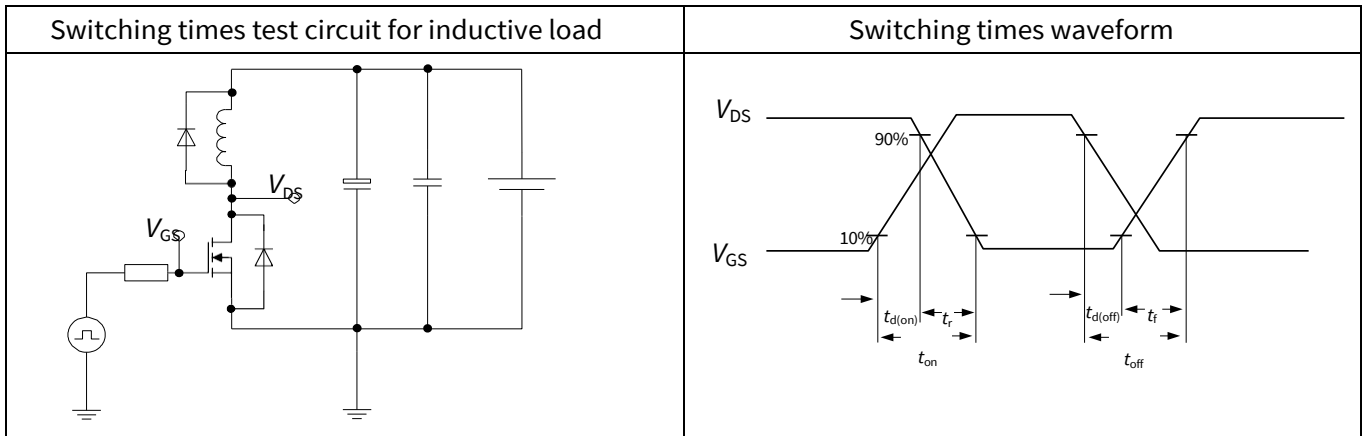 Switching times test circuit for inductive load
Switching times waveform
VDS
VGS
VDS
90%
10%
VGS
td(on)
tr
td(off)
tf
ton
toff